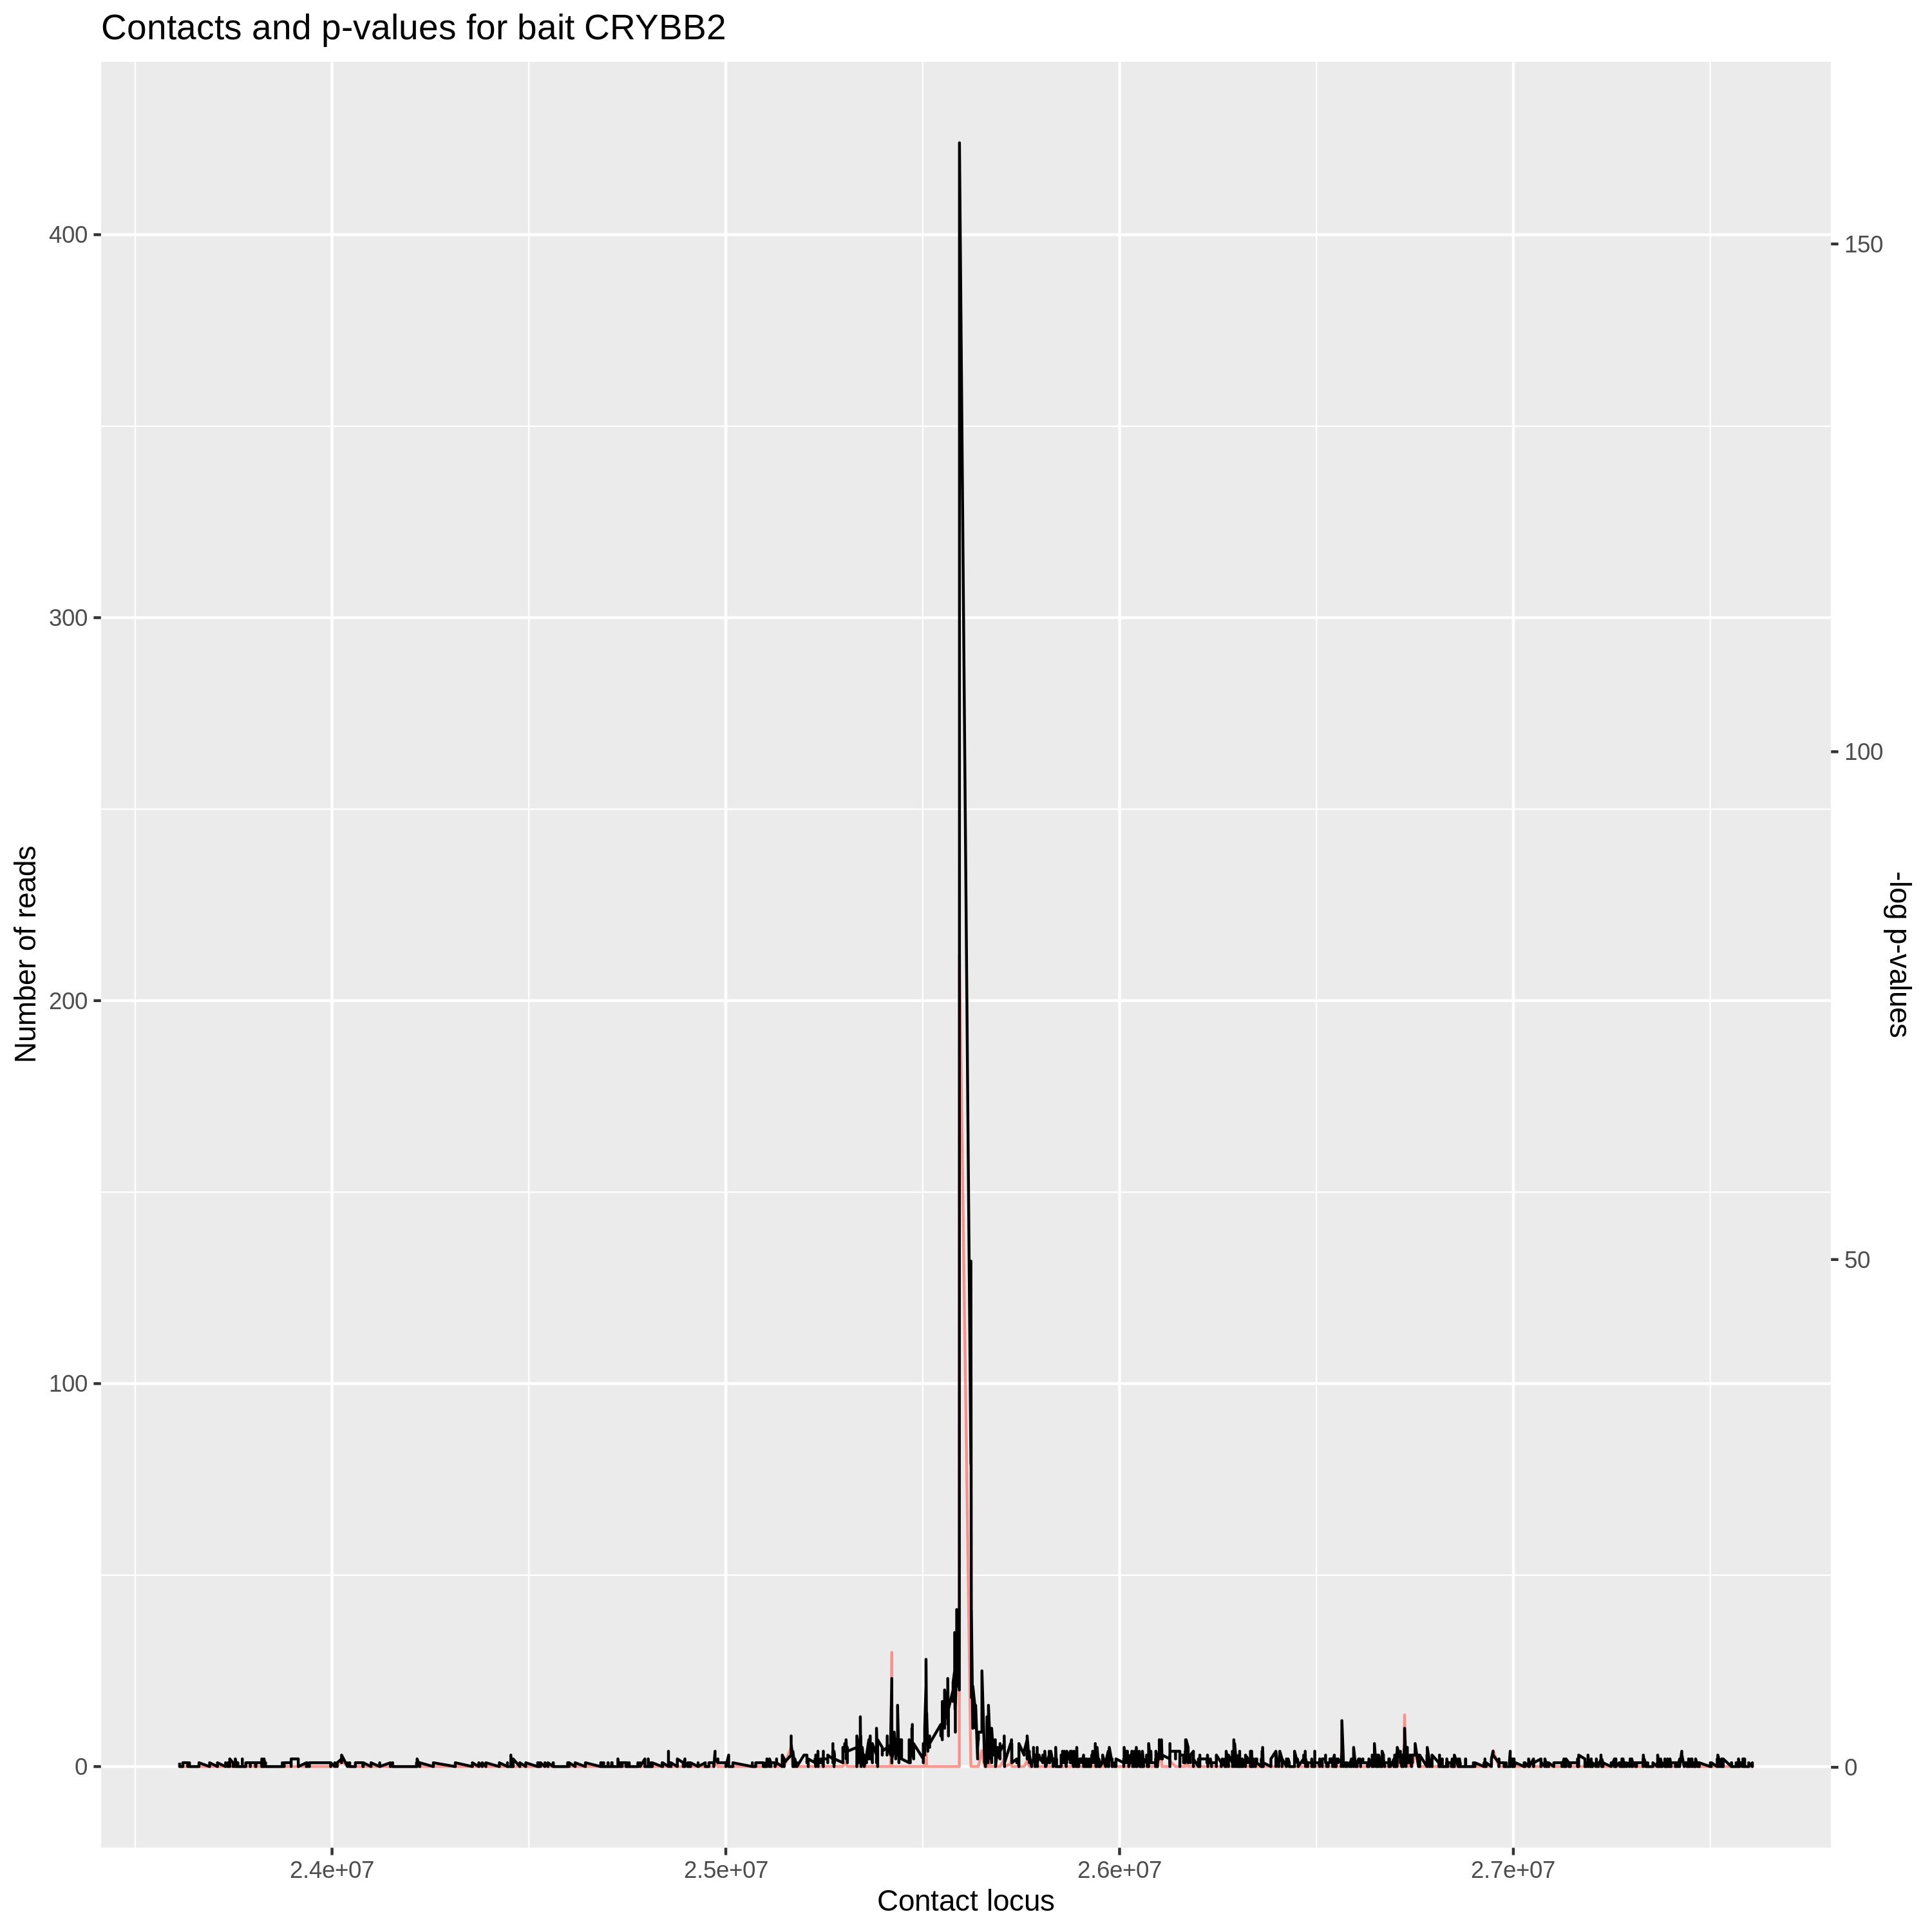 Contacts and p-values for bait CRYBB2
Number of reads
400
300
200
100
0
150
100
50
0
-log p-values
2.4e+07
2.5e+07
2.6e+07
2.7e+07
Contact locus